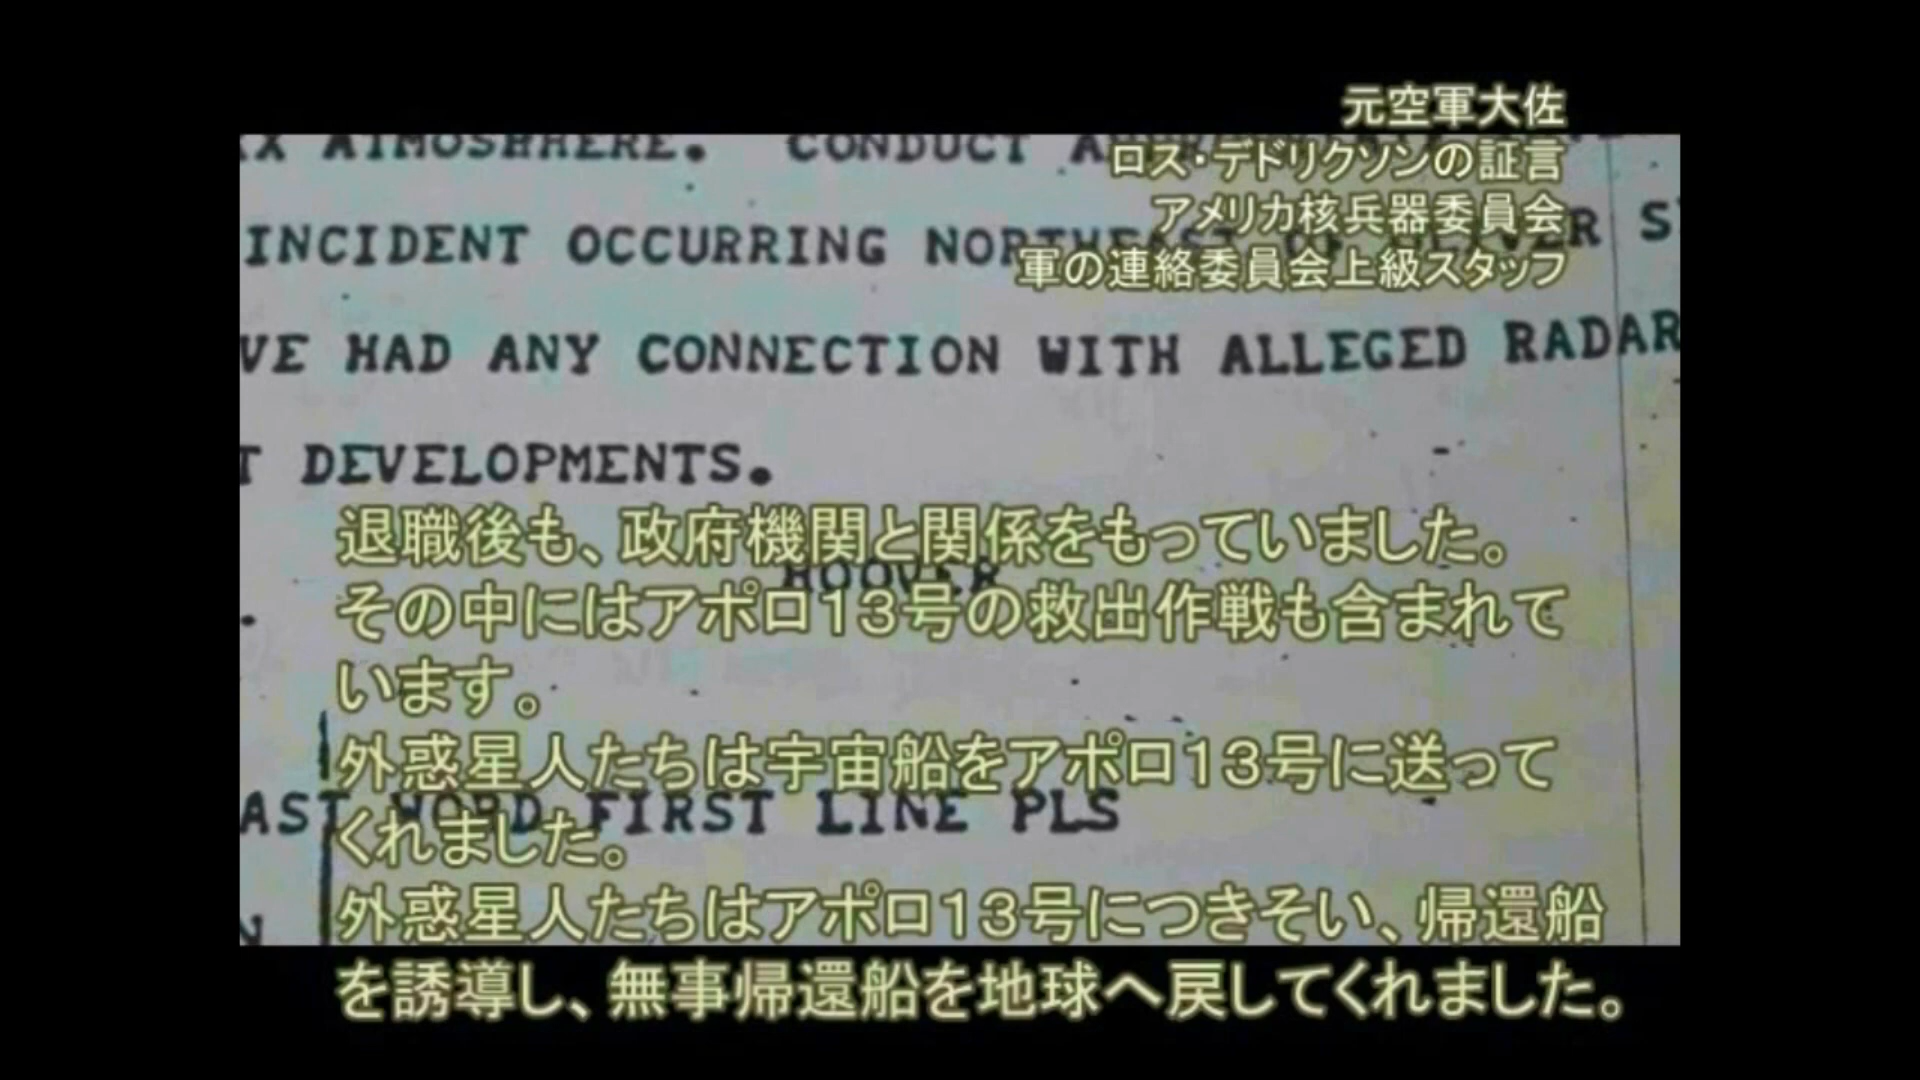 元空軍大佐
XX ATMOSPHERE. CONDUCT
ロス・デドリクソンの証言
アメリカ核兵器委員会
INCIDENT OCCURRING NORTHEAST OF
軍の連絡委員会上級スタッフ
VE HAD ANY CONNECTION WITH ALLEGED RADAR
T DEVELOPMENTS.
退職後も、政府機関と関係をもっていました。
HOOVER
その中にはアポロ13号の救出作戦も含まれて
います。
外惑星人たちは宇宙船をアポロ13号に送って
AST WORD FIRST LINE PLS
くれました。
外惑星人たちはアポロ13号につきそい、帰還船
を誘導し、無事帰還船を地球へ戻してくれました。